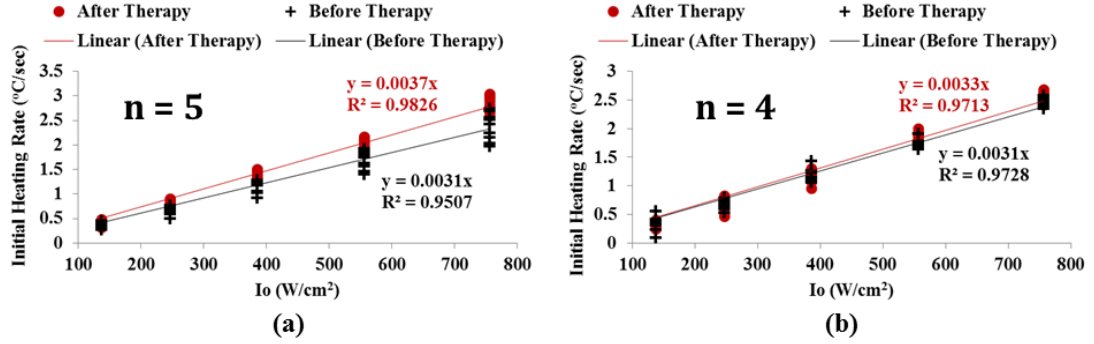 After Therapy
Before Therapy
Linear (After Therapy)
Linear (Before Therapy)
Initial Heating Rate (°C/sec)
3.5
3
2.5
2
1.5
1
0.5
0
n = 5
y = 0.0037x
R² = 0.9826
y = 0.0031x
R² = 0.9507
100 200 300 400 500 600 700 800
Io (W/cm²)
(a)
After Therapy
Before Therapy
Linear (After Therapy)
Linear (Before Therapy)
Initial Heating Rate (°C/sec)
3
2.5
2
1.5
1
0.5
0
n = 4
y = 0.0033x
R² = 0.9713
y = 0.0031x
R² = 0.9728
100 200 300 400 500 600 700 800
Io (W/cm²)
(b)